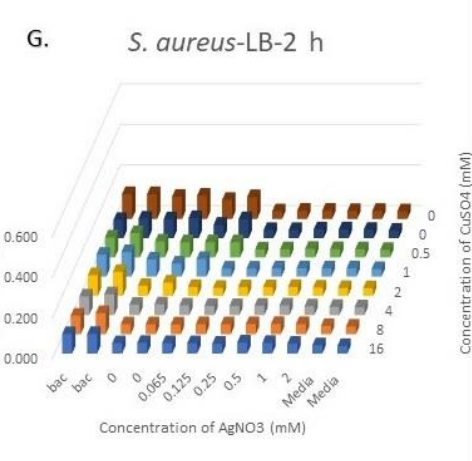 G.
S. aureus-LB-2 h
0.600
0.400
0.200
0.000
0
0
0.5
1
2
4
8
16
Concentration of CuSO4 (mM)
bac
bac
0
0
0.065
0.125
0.25
0.5
1
2
Media
Media
Concentration of AgNO3 (mM)